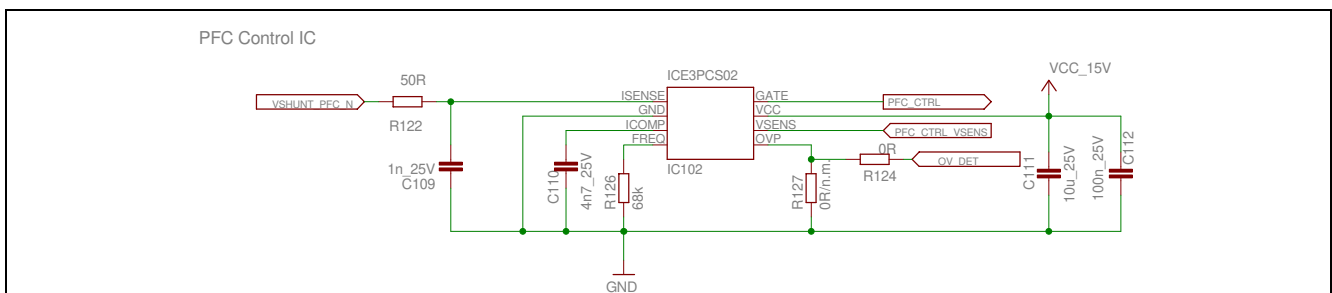 PFC Control IC
VCC_15V
50R
ICE3PCS02
VSHUNT_PFC_N
ISENSE
GATE
PFC_CTRL
R122
GND
VCC
ICOMP
VSENS
PFC_CTRL_VSENS
FREQ
OVP
0R
OV_DET
R124
IC102
1n_25V
C109
C110
4n7_25V
R126
68k
R127
0R/n.m.
C111
10u_25V
100n_25V
C112
GND